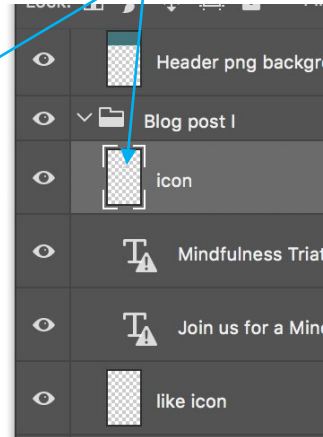 Header png backgr
Blog post I
icon
Mindfulness Triat
Join us for a Mind
like icon